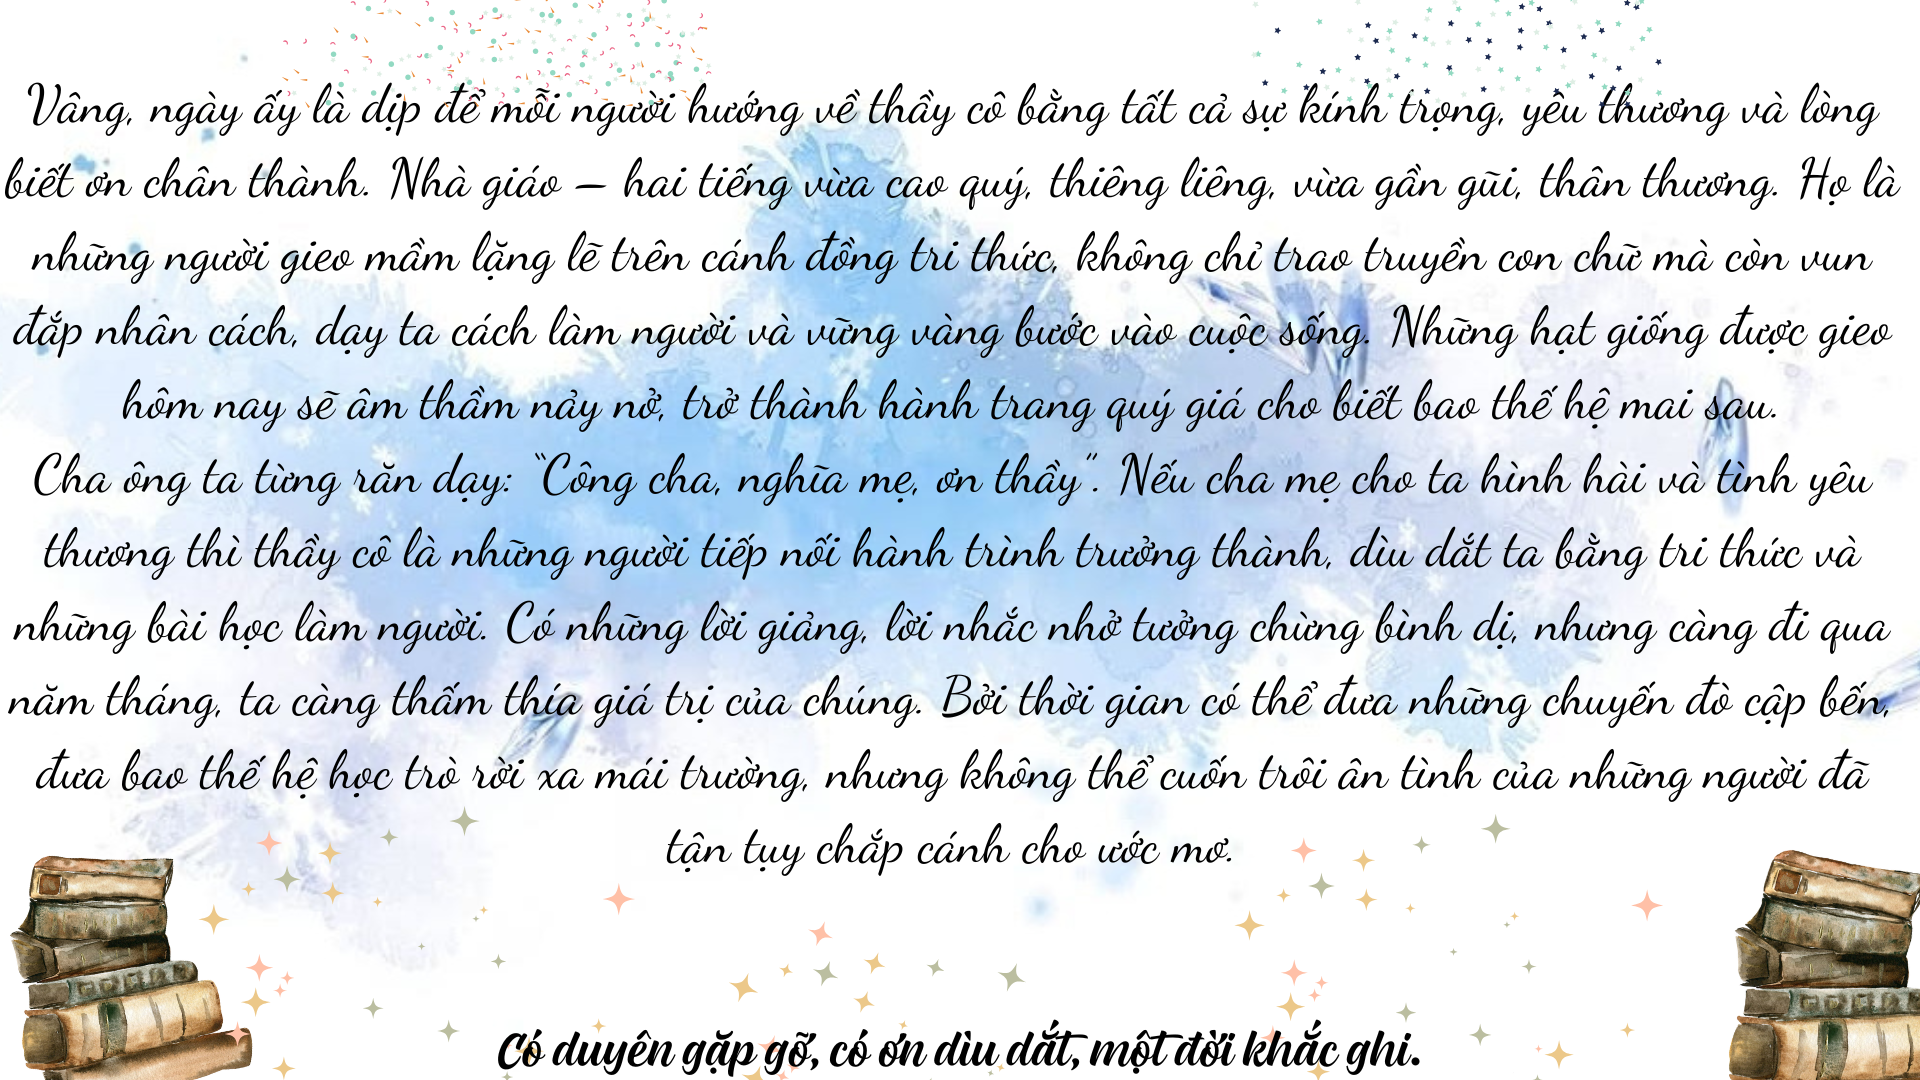 Vâng, ngày ấy là dịp để mỗi người hướng về thầy cô bằng tất cả sự kính trọng, yêu thương và lòng
biết ơn chân thành. Nhà giáo – hai tiếng vừa cao quý, thiêng liêng, vừa gần gũi, thân thương. Họ là
những người gieo mầm lặng lẽ trên cánh đồng tri thức, không chỉ trao truyền con chữ mà còn vun
đắp nhân cách, dạy ta cách làm người và vững vàng bước vào cuộc sống. Những hạt giống được gieo
hôm nay sẽ âm thầm nảy nở, trở thành hành trang quý giá cho biết bao thế hệ mai sau.
Cha ông ta từng răn dạy: “Công cha, nghĩa mẹ, ơn thầy”. Nếu cha mẹ cho ta hình hài và tình yêu
thương thì thầy cô là những người tiếp nối hành trình trưởng thành, dìu dắt ta bằng tri thức và
những bài học làm người. Có những lời giảng, lời nhắc nhở tưởng chừng bình dị, nhưng càng đi qua
năm tháng, ta càng thấm thía giá trị của chúng. Bởi thời gian có thể đưa những chuyến đò cập bến,
đưa bao thế hệ học trò rời xa mái trường, nhưng không thể cuốn trôi ân tình của những người đã
tận tụy chắp cánh cho ước mơ.
Có duyên gặp gỡ, có ơn dìu dắt, một đời khắc ghi.